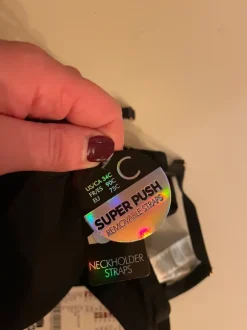 C
US/CA 34C
FR/ES 90C
EU 75C
SUPER PUSH
REMOVABLE STRAPS
NECKHOLDER
STRAPS